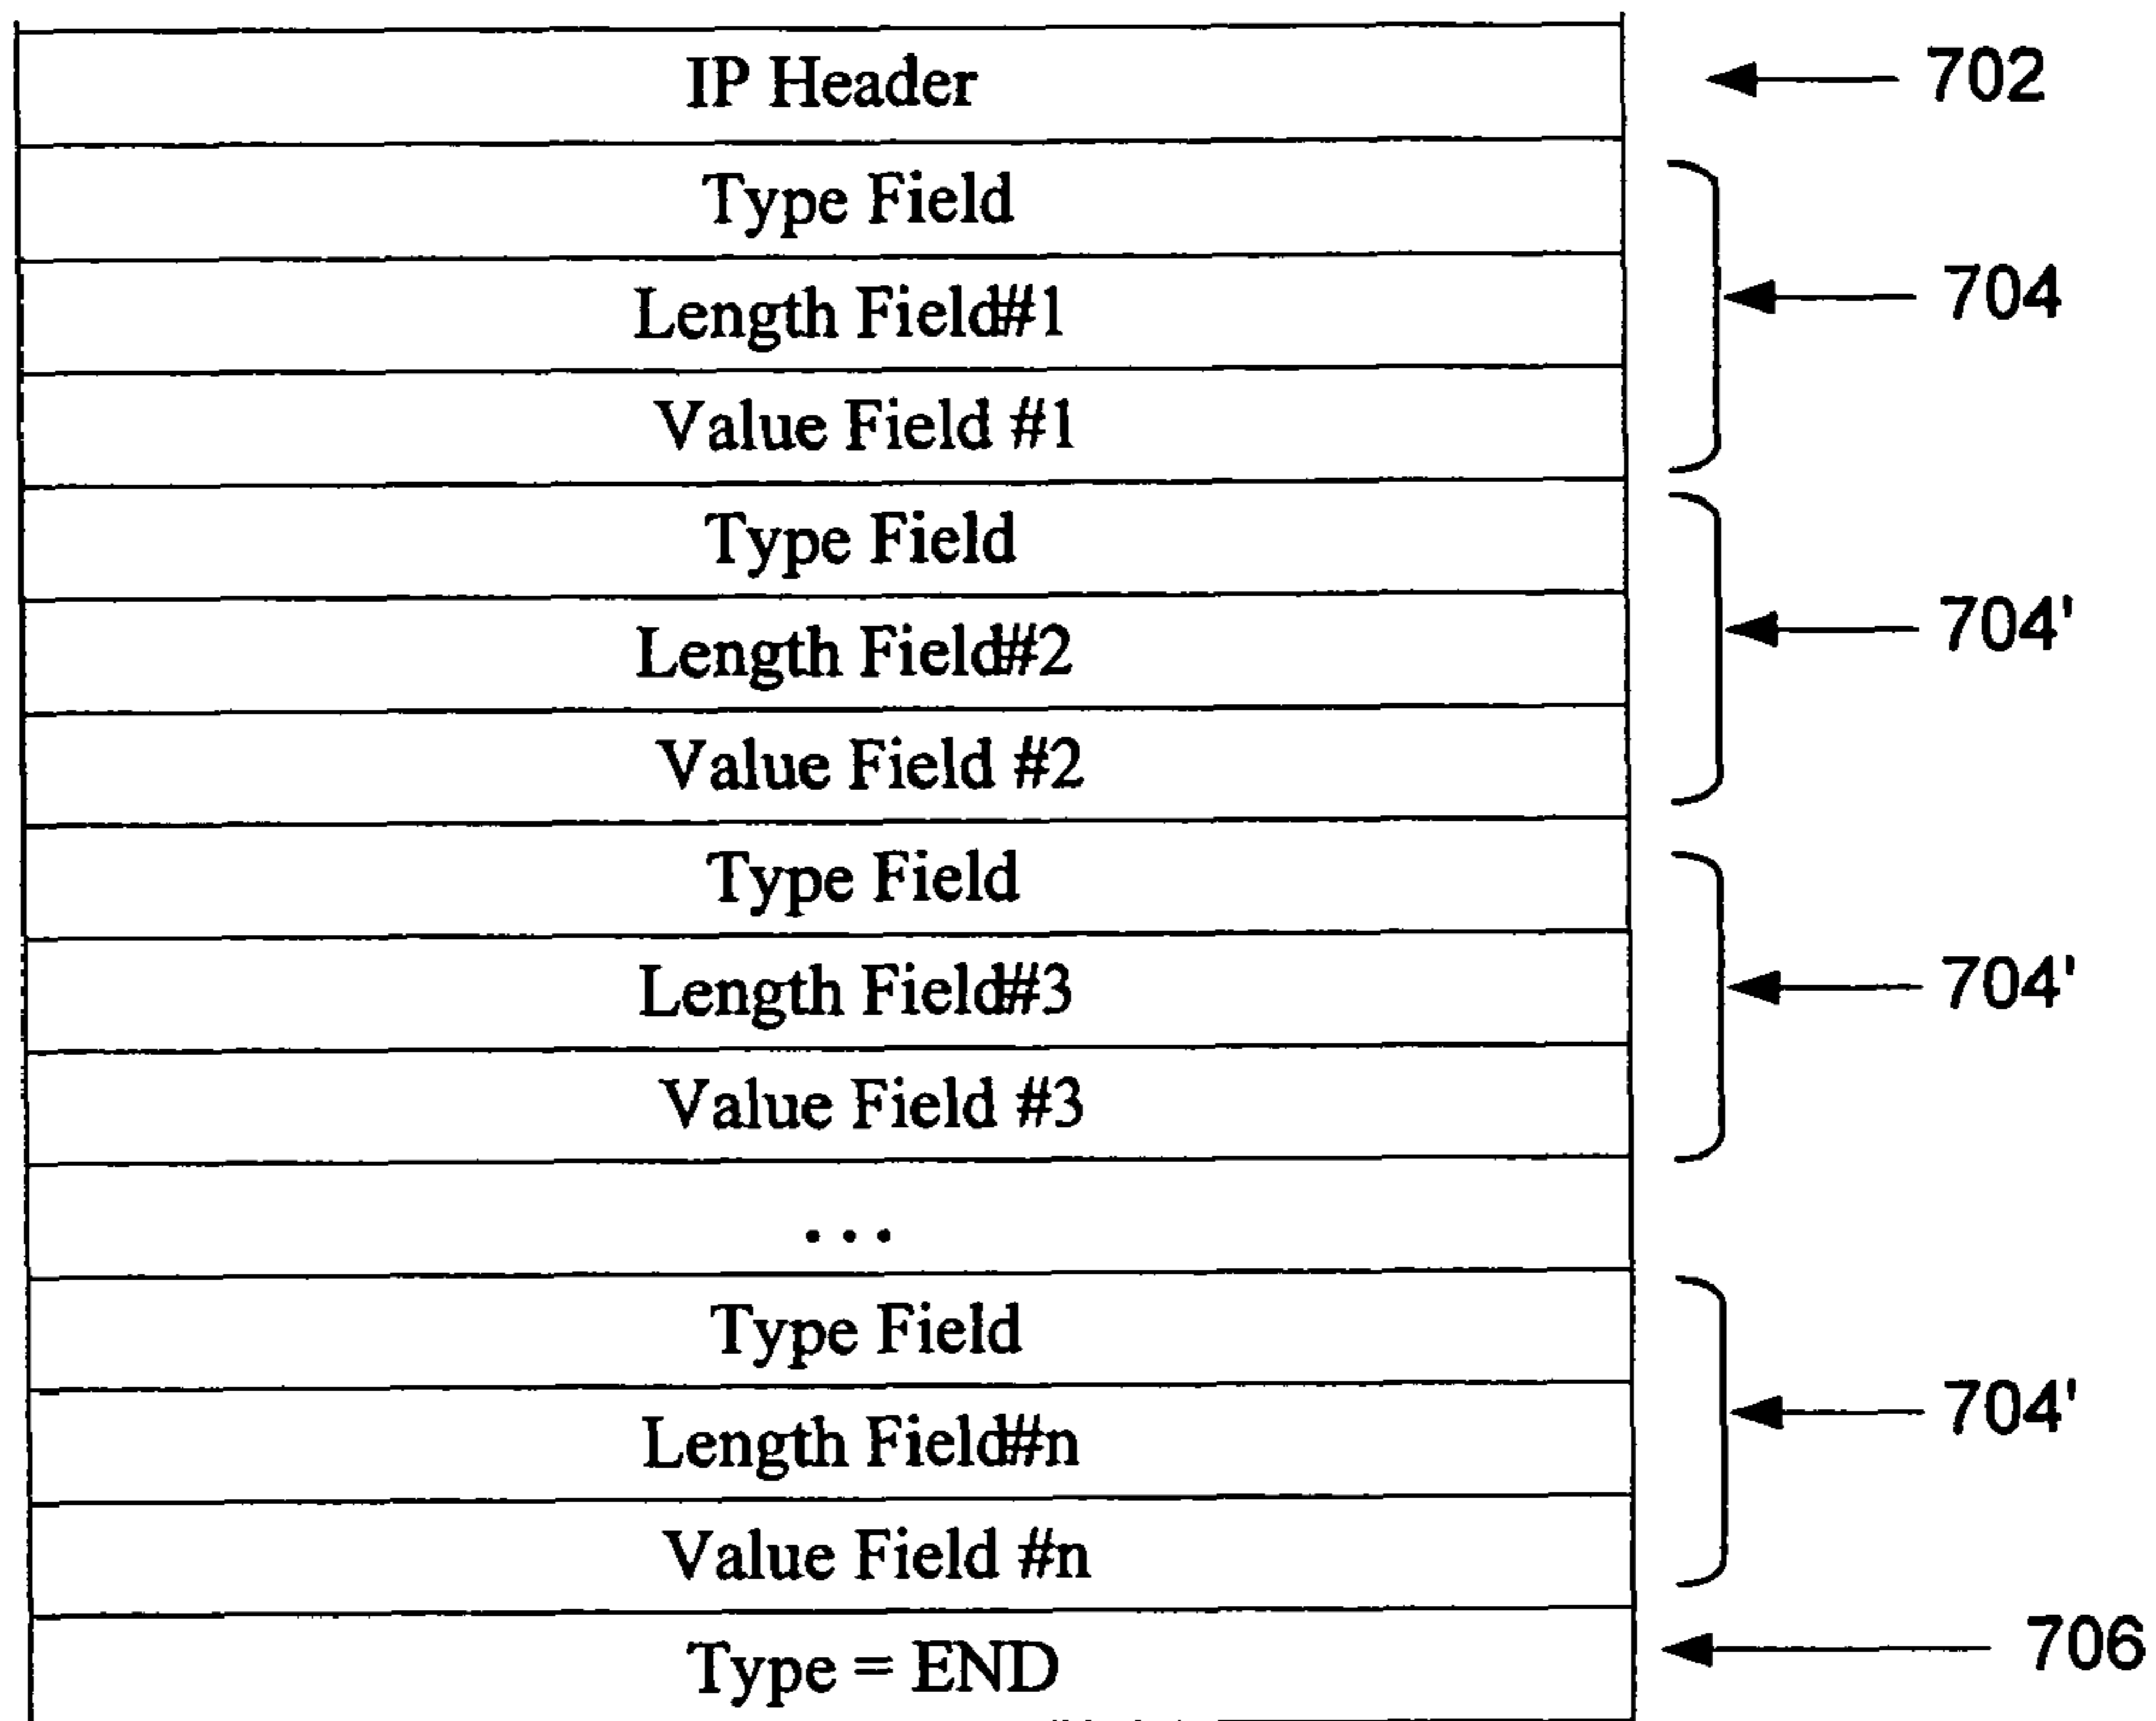 IP Header
702
Type Field
Length Field#1
704
Value Field #1
Type Field
Length Field#2
704'
Value Field #2
Type Field
Length Field#3
704'
Value Field #3
...
Type Field
Length Field#n
704'
Value Field #n
Type = END
706